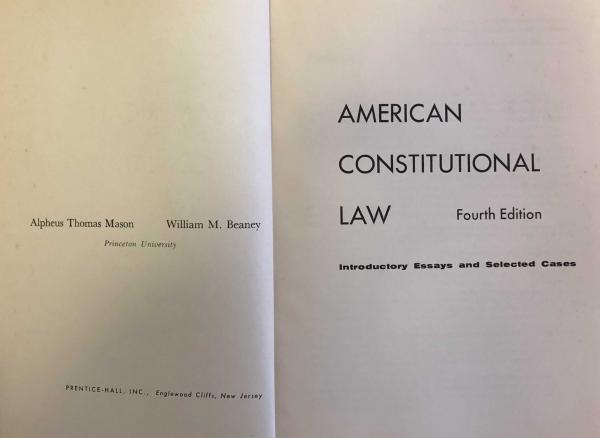 Alpheus Thomas Mason William M. Beaney
Princeton University
PRENTICE-HALL, INC., Englewood Cliffs, New Jersey
AMERICAN
CONSTITUTIONAL
LAW Fourth Edition
Introductory Essays and Selected Cases